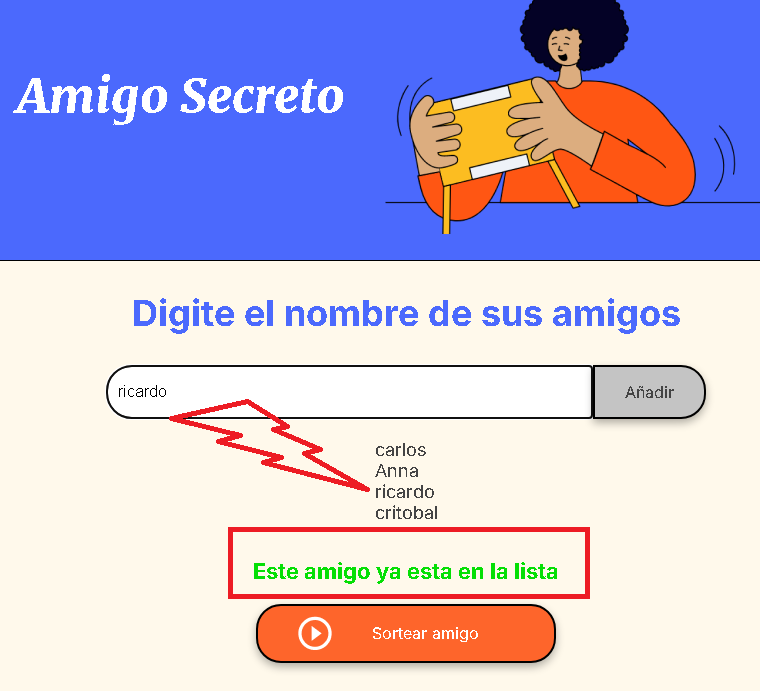 Amigo Secreto
Digite el nombre de sus amigos
ricardo
Añadir
carlos
Anna
ricardo
critobal
Este amigo ya esta en la lista
Sortear amigo